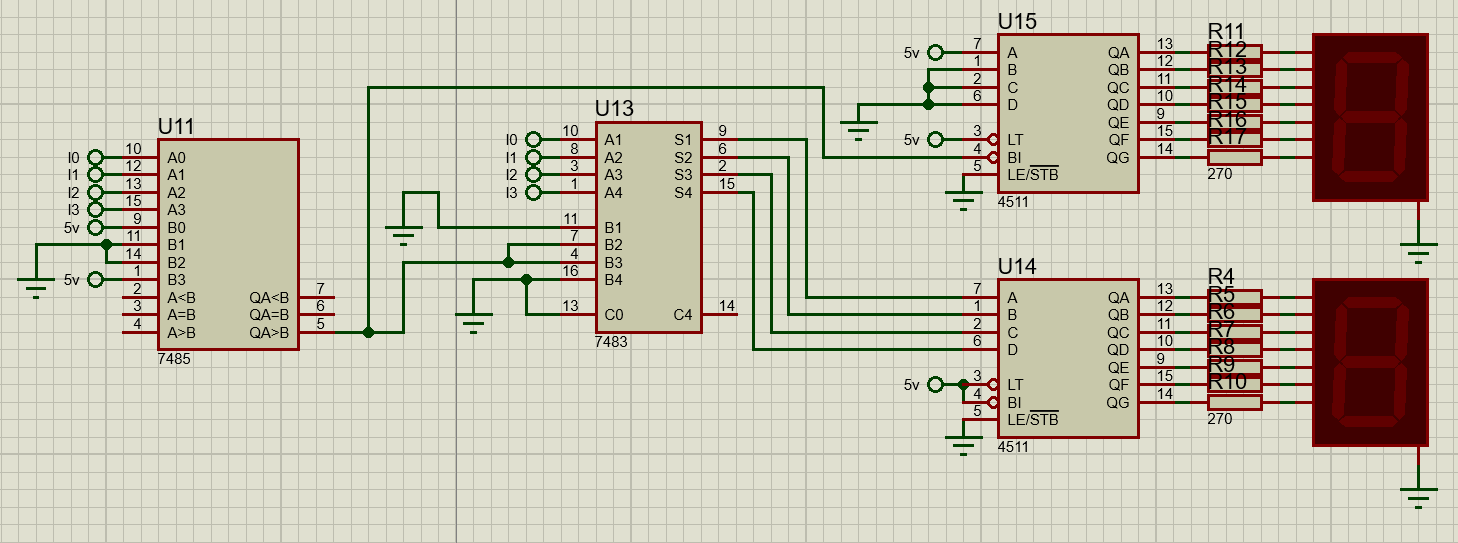 U11
I0 10 A0
I1 12 A1
I2 13 A2
I3 15 A3
5v 9 B0
11 B1
14 B2
5v 1 B3
2 A<B QA<B 7
3 A=B QA=B 6
4 A>B QA>B 5
7485
U13
I0 10 A1 S1 9
I1 8 A2 S2 6
I2 3 A3 S3 2
I3 1 A4 S4 15
11 B1
7 B2
4 B3
16 B4
13 C0 C4 14
7483
U15
5v 7 A QA 13
1 B QB 12
2 C QC 11
6 D QD 10
QE 9
5v 3 LT QF 15
4 BI QG 14
5 LE/STB
4511
R11
R12
R13
R14
R15
R16
R17
270
U14
7 A QA 13
1 B QB 12
2 C QC 11
6 D QD 10
QE 9
5v 3 LT QF 15
4 BI QG 14
5 LE/STB
4511
R4
R5
R6
R7
R8
R9
R10
270